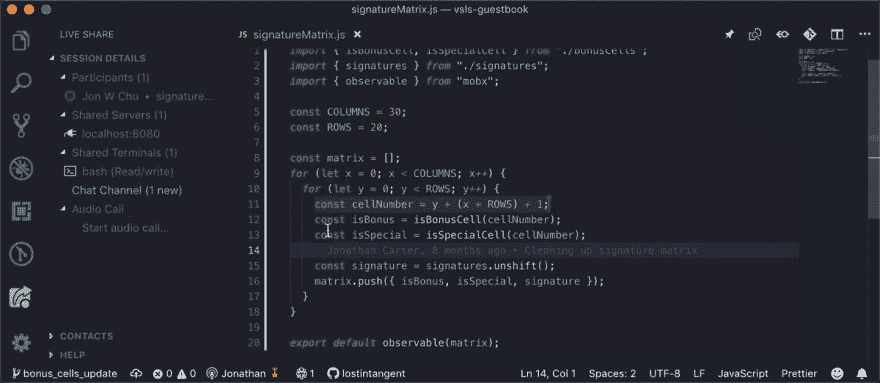 signatureMatrix.js — vsls-guestbook
LIVE SHARE
SESSION DETAILS
Participants (1)
Jon W Chu • signature...
Shared Servers (1)
localhost:8080
Shared Terminals (1)
bash (Read/write)
Chat Channel (1 new)
Audio Call
Start audio call...
CONTACTS
HELP
JS signatureMatrix.js ×
1 import { isBonusCell, isSpecialCell } from "./bonusCells";
2 import { signatures } from "./signatures";
3 import { observable } from "mobx";
4
5 const COLUMNS = 30;
6 const ROWS = 20;
7
8 const matrix = [];
9 for (let x = 0; x < COLUMNS; x++) {
10 for (let y = 0; y < ROWS; y++) {
11 const cellNumber = y + (x * ROWS) + 1;
12 const isBonus = isBonusCell(cellNumber);
13 const isSpecial = isSpecialCell(cellNumber);
14 Jonathan Carter, 8 months ago • Cleaning up signature matrix
15 const signature = signatures.unshift();
16 matrix.push({ isBonus, isSpecial, signature });
17 }
18 }
19
20 export default observable(matrix);
bonus_cells_update 0 0 Jonathan 1 lostintangent Ln 14, Col 1 Spaces: 2 UTF-8 LF JavaScript Prettier